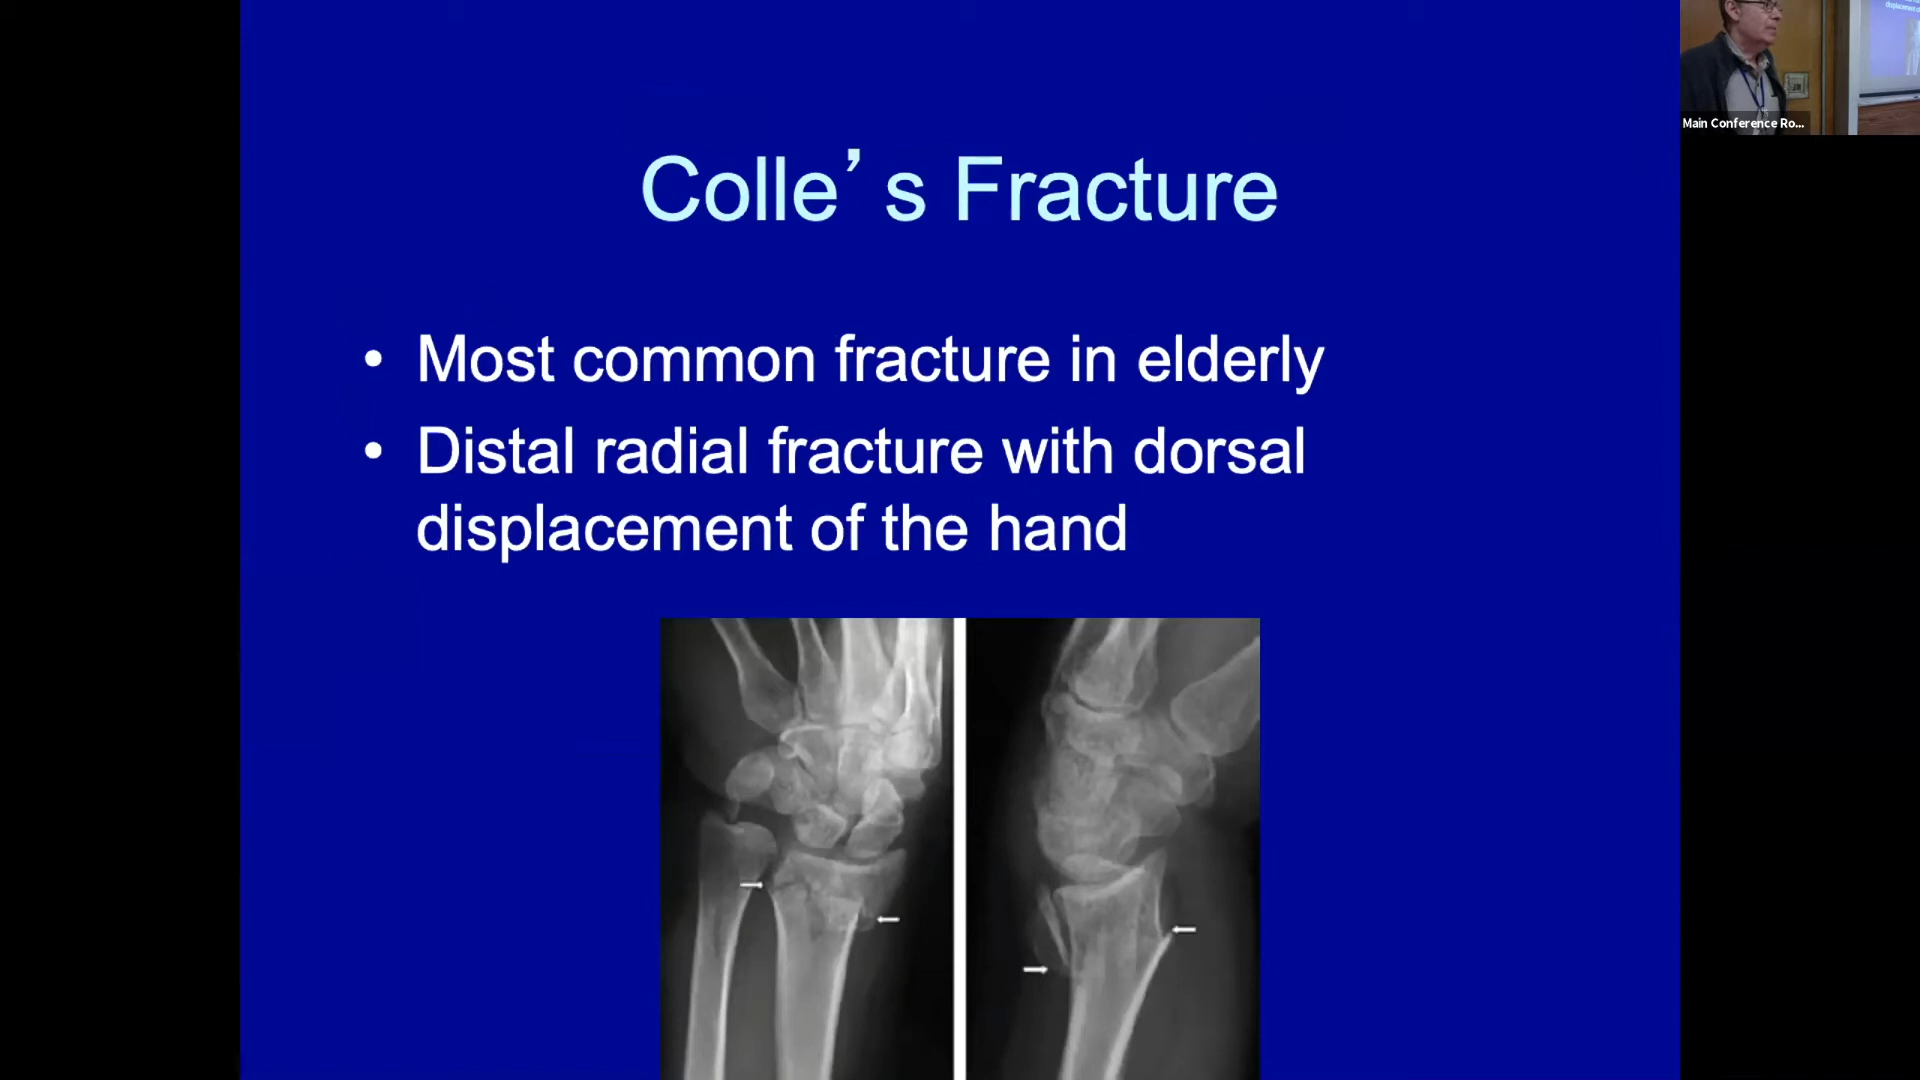 Colle’s Fracture
• Most common fracture in elderly
• Distal radial fracture with dorsal
displacement of the hand
Main Conference Ro...
displacement